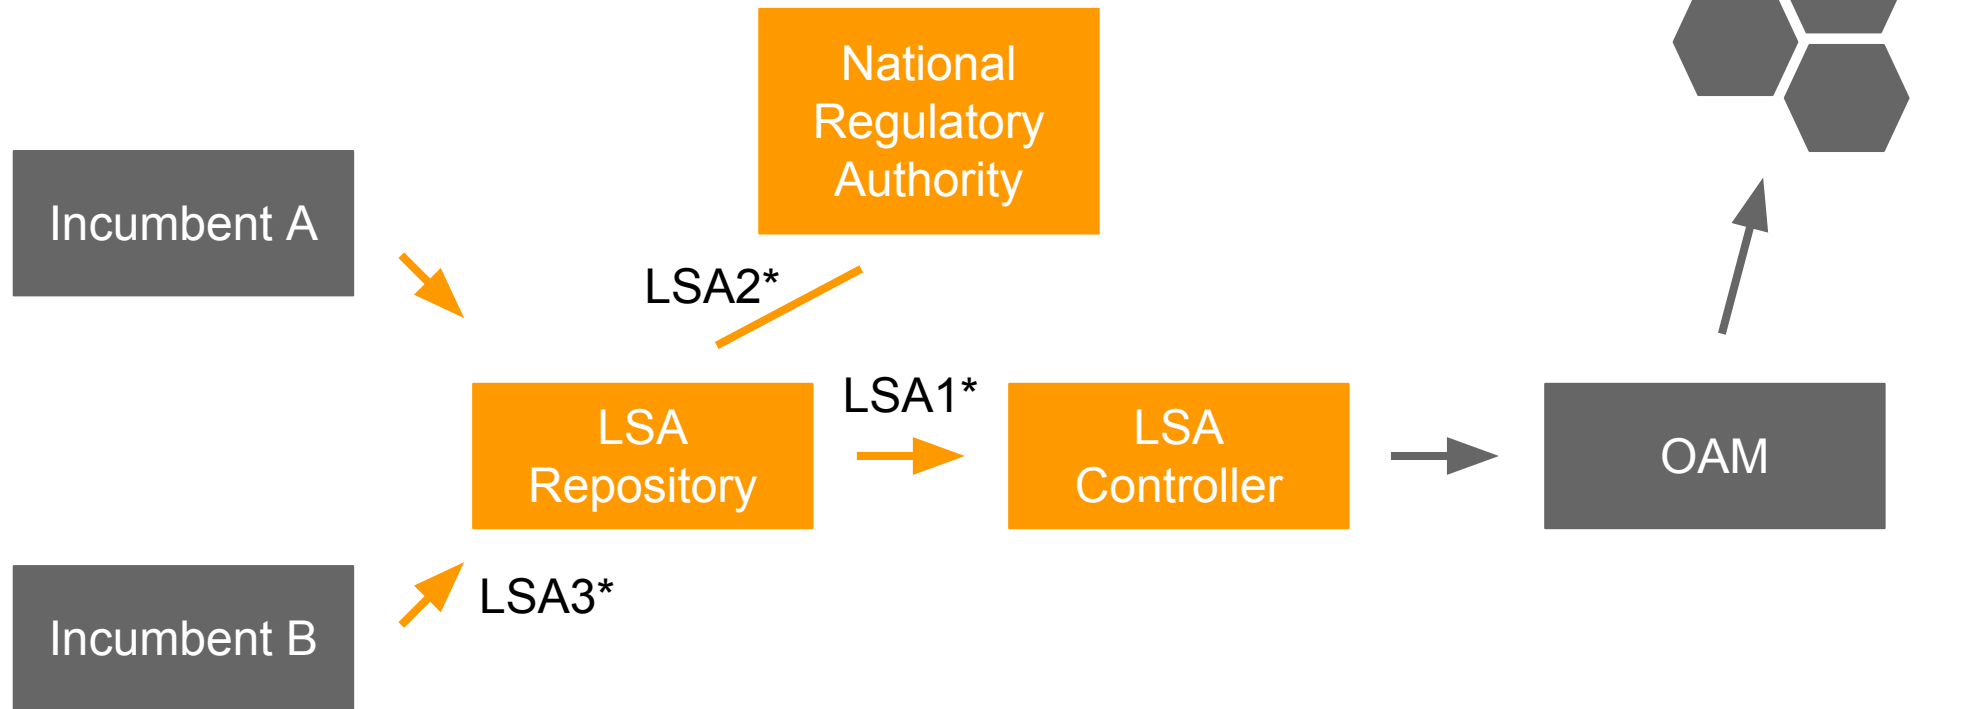 National
Regulatory
Authority
Incumbent A
LSA2*
LSA1*
LSA
Repository
LSA
Controller
OAM
LSA3*
Incumbent B